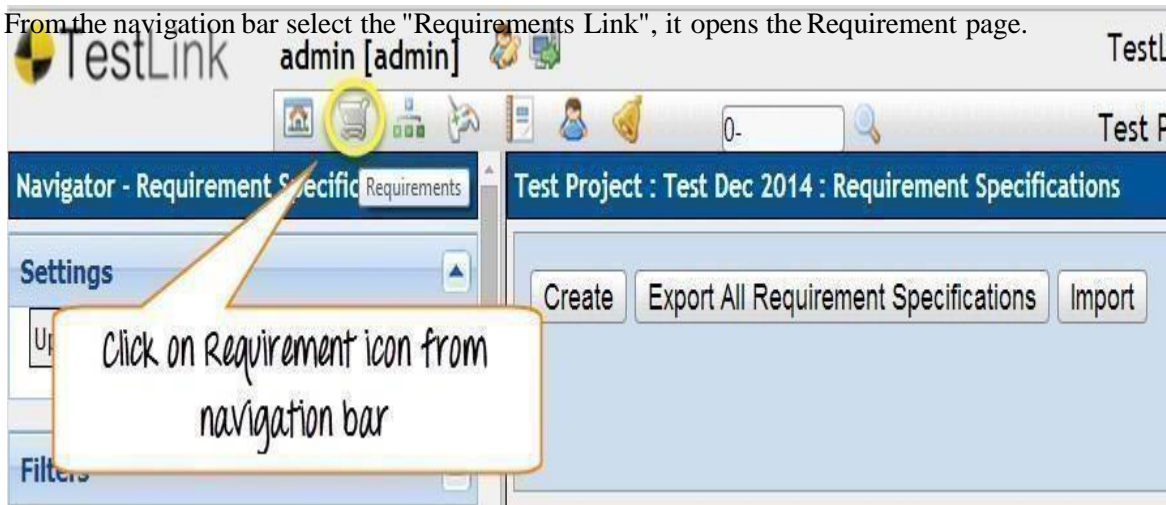 From the navigation bar select the "Requirements Link", it opens the Requirement page.
TestLink admin [admin]
0-
Navigator - Requirement Requirements
Test Project : Test Dec 2014 : Requirement Specifications
Settings
Create Export All Requirement Specifications Import
Click on Requirement icon from
navigation bar
Filters